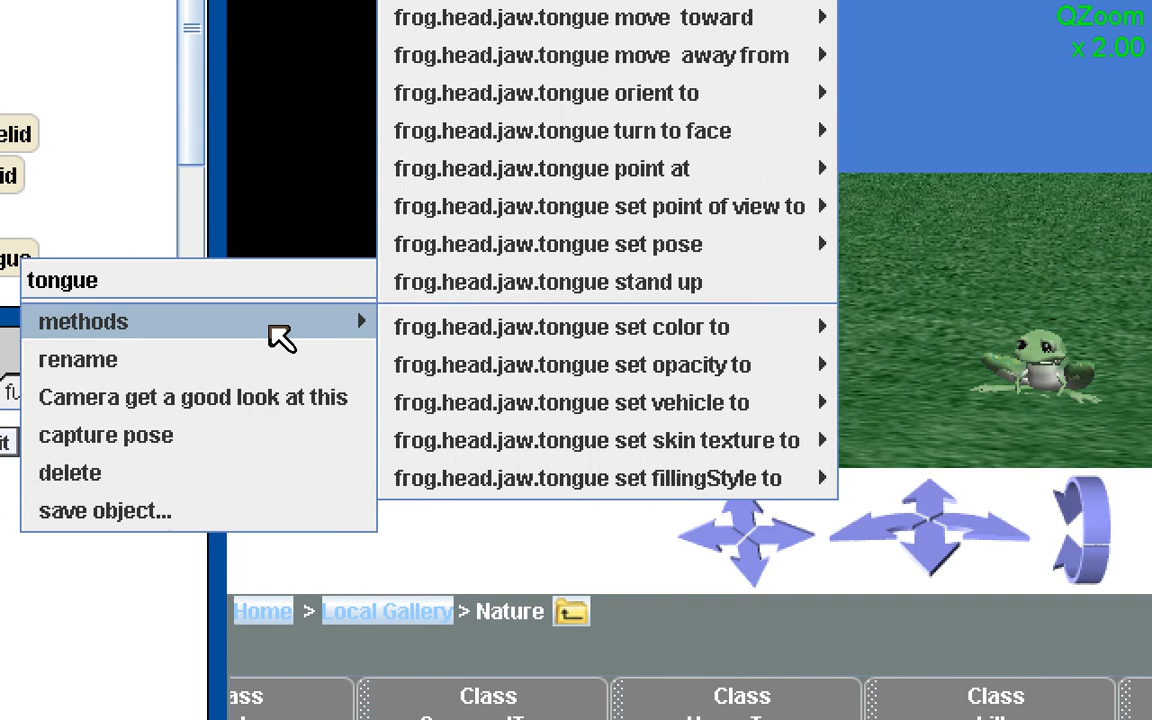 frog.head.jaw.tongue move toward
QZoom
x 2.00
frog.head.jaw.tongue move away from
frog.head.jaw.tongue orient to
elid
frog.head.jaw.tongue turn to face
id
frog.head.jaw.tongue point at
frog.head.jaw.tongue set point of view to
gue
frog.head.jaw.tongue set pose
tongue
frog.head.jaw.tongue stand up
methods
frog.head.jaw.tongue set color to
rename
frog.head.jaw.tongue set opacity to
Camera get a good look at this
frog.head.jaw.tongue set vehicle to
fu
capture pose
frog.head.jaw.tongue set skin texture to
it
delete
frog.head.jaw.tongue set fillingStyle to
save object...
Home > Local Gallery > Nature
ass Class Class Class